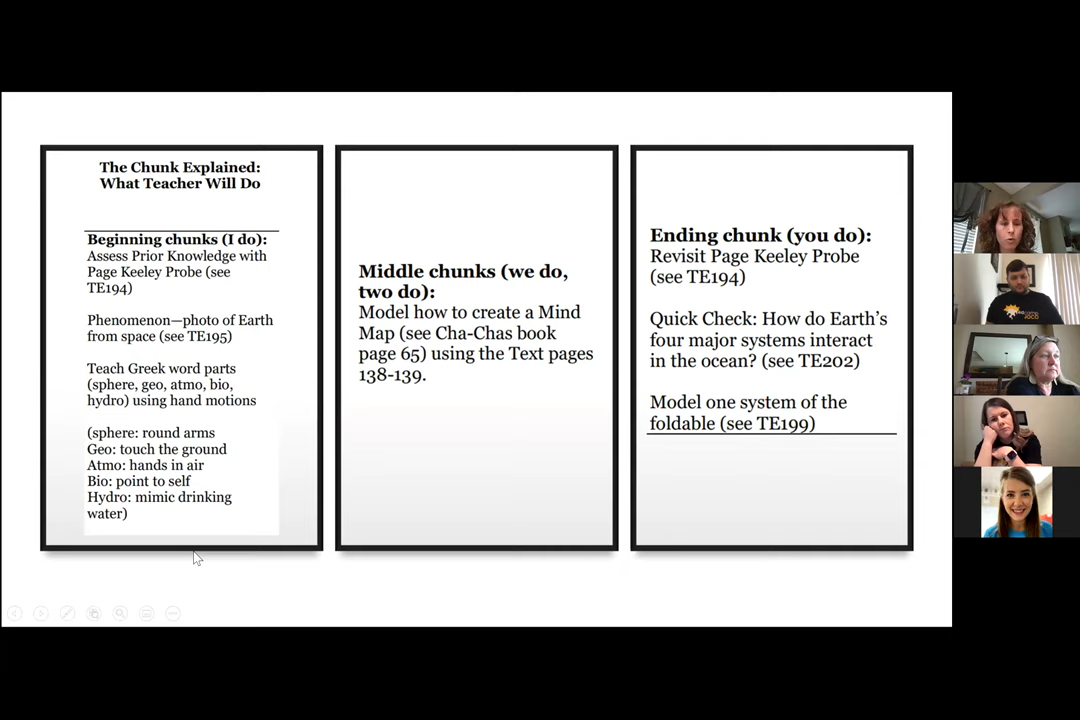 The Chunk Explained:
What Teacher Will Do
Beginning chunks (I do):
Assess Prior Knowledge with
Page Keeley Probe (see
TE194)
Phenomenon—photo of Earth
from space (see TE195)
Teach Greek word parts
(sphere, geo, atmo, bio,
hydro) using hand motions
(sphere: round arms
Geo: touch the ground
Atmo: hands in air
Bio: point to self
Hydro: mimic drinking
water)
Middle chunks (we do,
two do):
Model how to create a Mind
Map (see Cha-Chas book
page 65) using the Text pages
138-139.
Ending chunk (you do):
Revisit Page Keeley Probe
(see TE194)
Quick Check: How do Earth's
four major systems interact
in the ocean? (see TE202)
Model one system of the
foldable (see TE199)